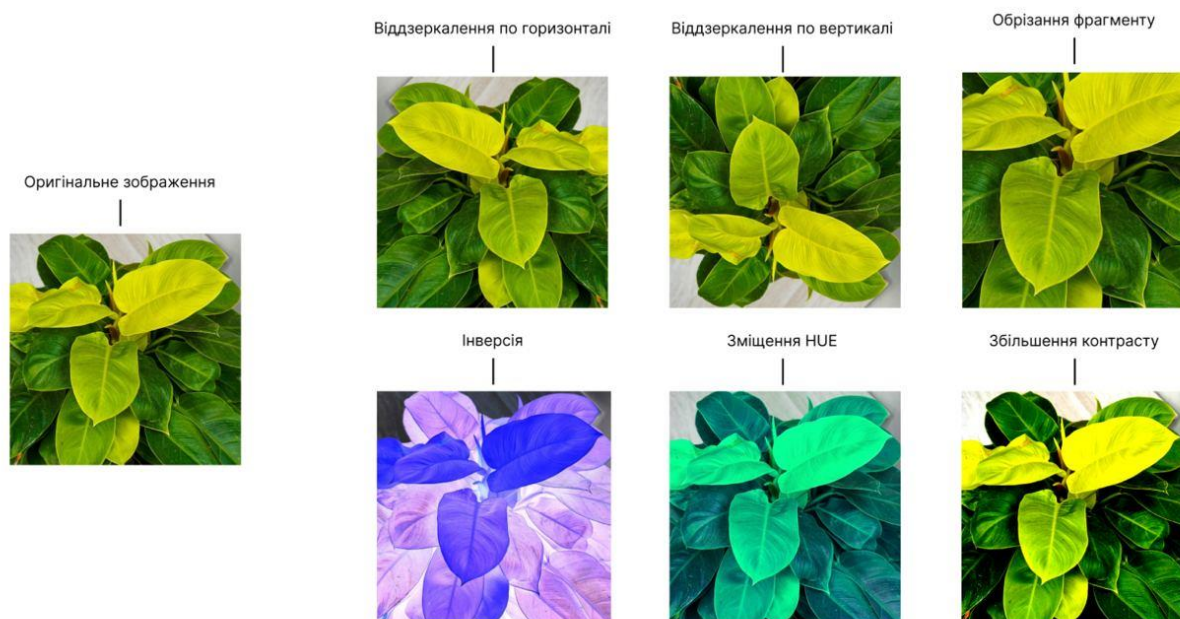 Оригінальне зображення
Віддзеркалення по горизонталі
Віддзеркалення по вертикалі
Обрізання фрагменту
Інверсія
Зміщення HUE
Збільшення контрасту